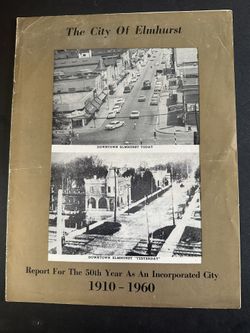 The City Of Elmhurst
DOWNTOWN ELMHURST TODAY
DOWNTOWN ELMHURST "YESTERDAY"
Report For The 50th Year As An Incorporated City
1910 - 1960